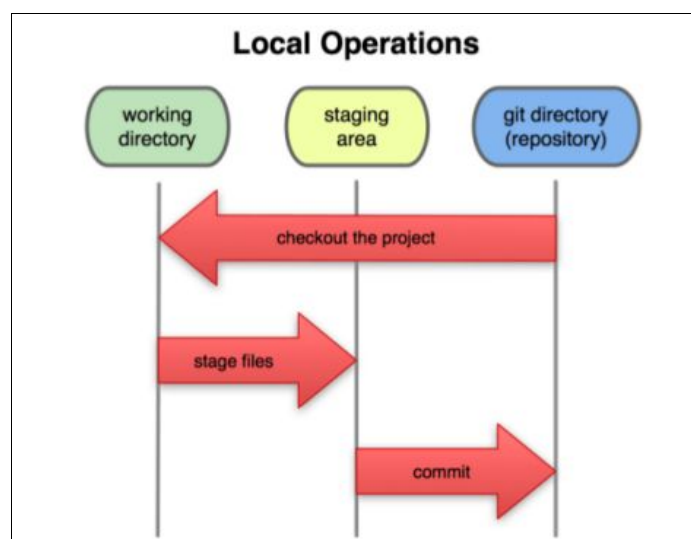 Local Operations
working
directory
staging
area
git directory
(repository)
checkout the project
stage files
commit